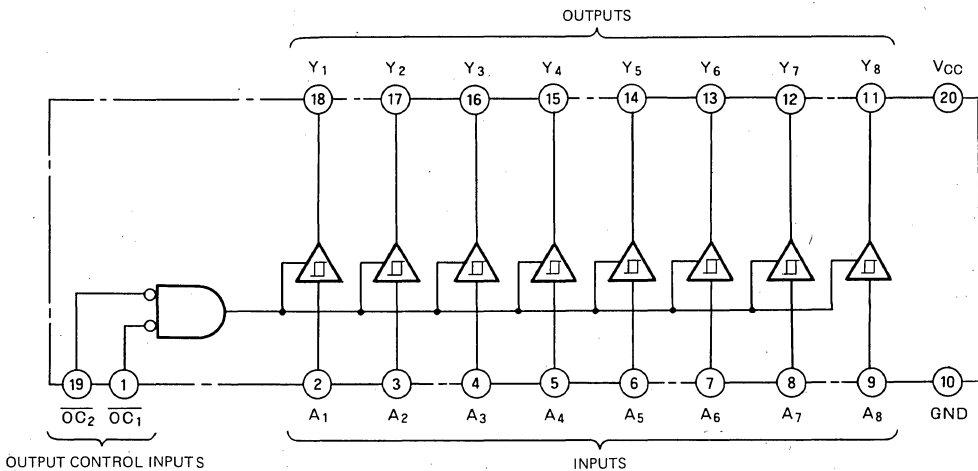 OUTPUTS
Y1 Y2 Y3 Y4 Y5 Y6 Y7 Y8 VCC
18 17 16 15 14 13 12 11 20
19 1 2 3 4 5 6 7 8 9 10
OC2 OC1 A1 A2 A3 A4 A5 A6 A7 A8 GND
OUTPUT CONTROL INPUTS INPUTS